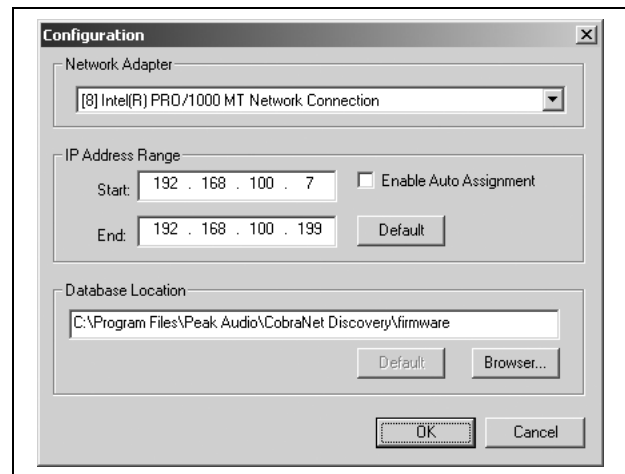 Configuration
Network Adapter
[8] Intel(R) PRO/1000 MT Network Connection
IP Address Range
Start: 192 . 168 . 100 . 7
Enable Auto Assignment
End: 192 . 168 . 100 . 199
Default
Database Location
C:\Program Files\Peak Audio\CobraNet Discovery\firmware
Default
Browser...
OK
Cancel